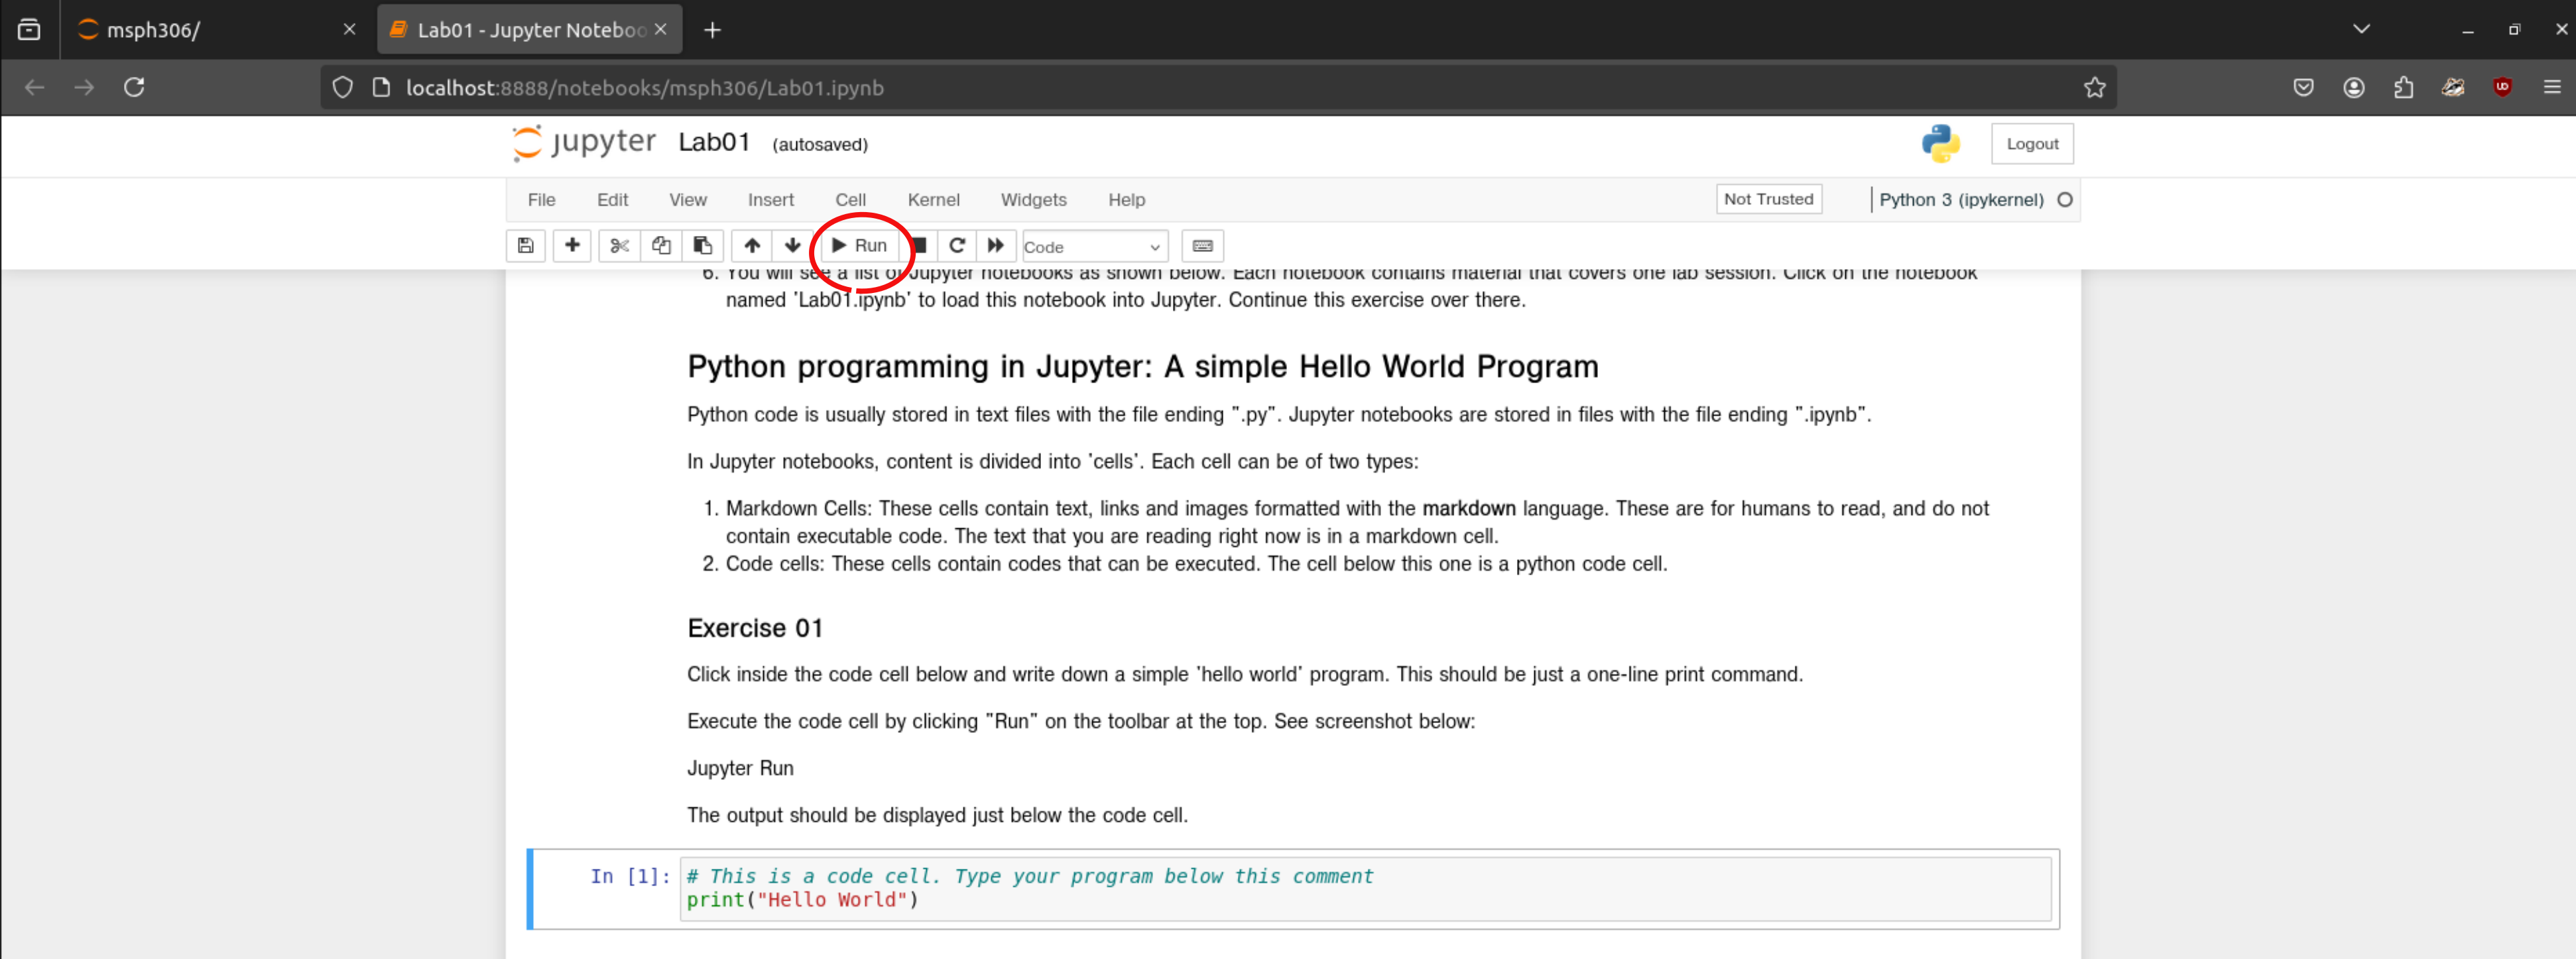 msph306/
Lab01 - Jupyter Noteboo
localhost:8888/notebooks/msph306/Lab01.ipynb
jupyter Lab01 (autosaved)
Logout
File Edit View Insert Cell Kernel Widgets Help
Not Trusted
Python 3 (ipykernel)
Run
Code
6. You will see a list of Jupyter notebooks as shown below. Each notebook contains material that covers one lab session. Click on the notebook
named 'Lab01.ipynb' to load this notebook into Jupyter. Continue this exercise over there.
Python programming in Jupyter: A simple Hello World Program
Python code is usually stored in text files with the file ending ".py". Jupyter notebooks are stored in files with the file ending ".ipynb".
In Jupyter notebooks, content is divided into 'cells'. Each cell can be of two types:
1. Markdown Cells: These cells contain text, links and images formatted with the markdown language. These are for humans to read, and do not
contain executable code. The text that you are reading right now is in a markdown cell.
2. Code cells: These cells contain codes that can be executed. The cell below this one is a python code cell.
Exercise 01
Click inside the code cell below and write down a simple 'hello world' program. This should be just a one-line print command.
Execute the code cell by clicking "Run" on the toolbar at the top. See screenshot below:
Jupyter Run
The output should be displayed just below the code cell.
In [1]: # This is a code cell. Type your program below this comment
print("Hello World")